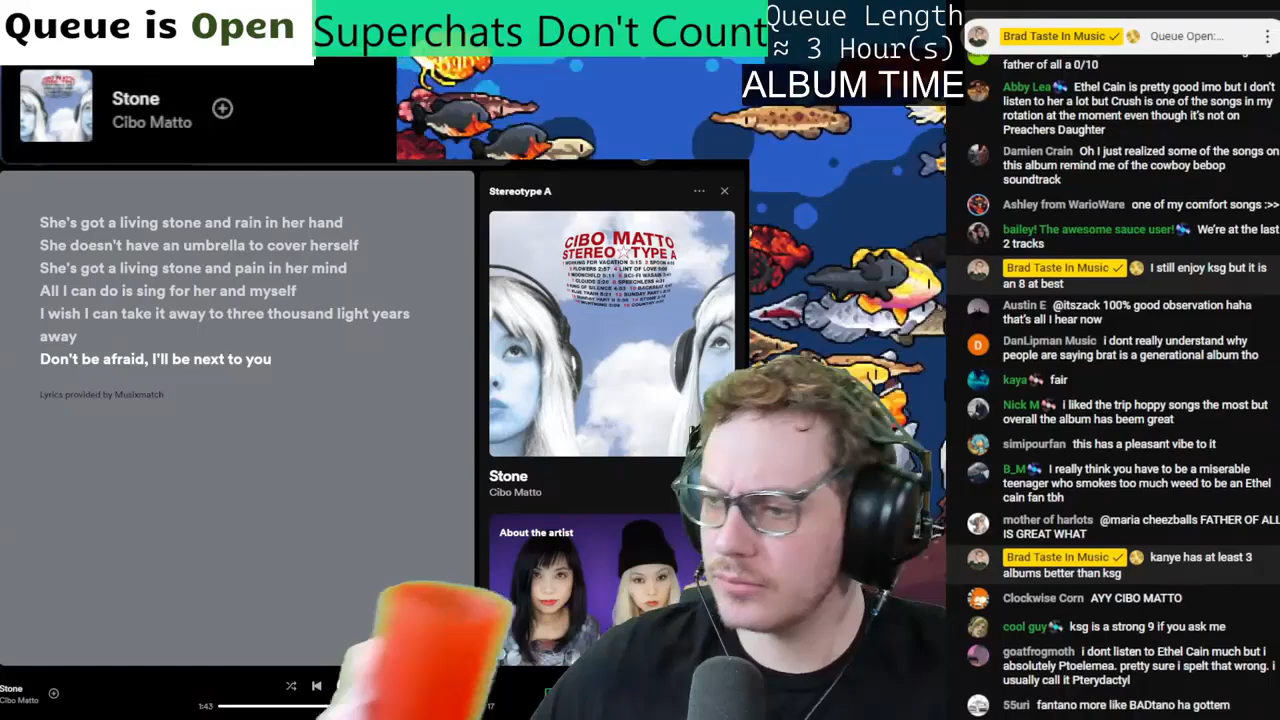 Queue is Open
Superchats Don't Count
Queue Length
≈ 3 Hour(s)
ALBUM TIME
Stone
Cibo Matto
She's got a living stone and rain in her hand
She doesn't have an umbrella to cover herself
She's got a living stone and pain in her mind
All I can do is sing for her and myself
I wish I can take it away to three thousand light years
away
Don't be afraid, I'll be next to you
Lyrics provided by Musixmatch
Stereotype A
CIBO MATTO
STEREO TYPE A
Stone
Cibo Matto
About the artist
Stone
Cibo Matto
1:43
17
Brad Taste In Music Queue Open:...
father of all a 0/10
Abby Lea Ethel Cain is pretty good imo but I don't
listen to her a lot but Crush is one of the songs in my
rotation at the moment even though it's not on
Preachers Daughter
Damien Crain Oh I just realized some of the songs on
this album remind me of the cowboy bebop
soundtrack
Ashley from WarioWare one of my comfort songs :>>
bailey! The awesome sauce user! We're at the last
2 tracks
Brad Taste In Music I still enjoy ksg but it is
an 8 at best
Austin E @itszack 100% good observation haha
that's all I hear now
DanLipman Music i dont really understand why
people are saying brat is a generational album tho
kaya fair
Nick M i liked the trip hoppy songs the most but
overall the album has beem great
simipourfan this has a pleasant vibe to it
B_M I really think you have to be a miserable
teenager who smokes too much weed to be an Ethel
cain fan tbh
mother of harlots @maria cheezballs FATHER OF ALL
IS GREAT WHAT
Brad Taste In Music kanye has at least 3
albums better than ksg
Clockwise Corn AYY CIBO MATTO
cool guy ksg is a strong 9 if you ask me
goatfrogmoth i dont listen to Ethel Cain much but i
absolutely Ptoelemea. pretty sure i spelt that wrong. i
usually call it Pterydactyl
55uri fantano more like BADtano ha gottem